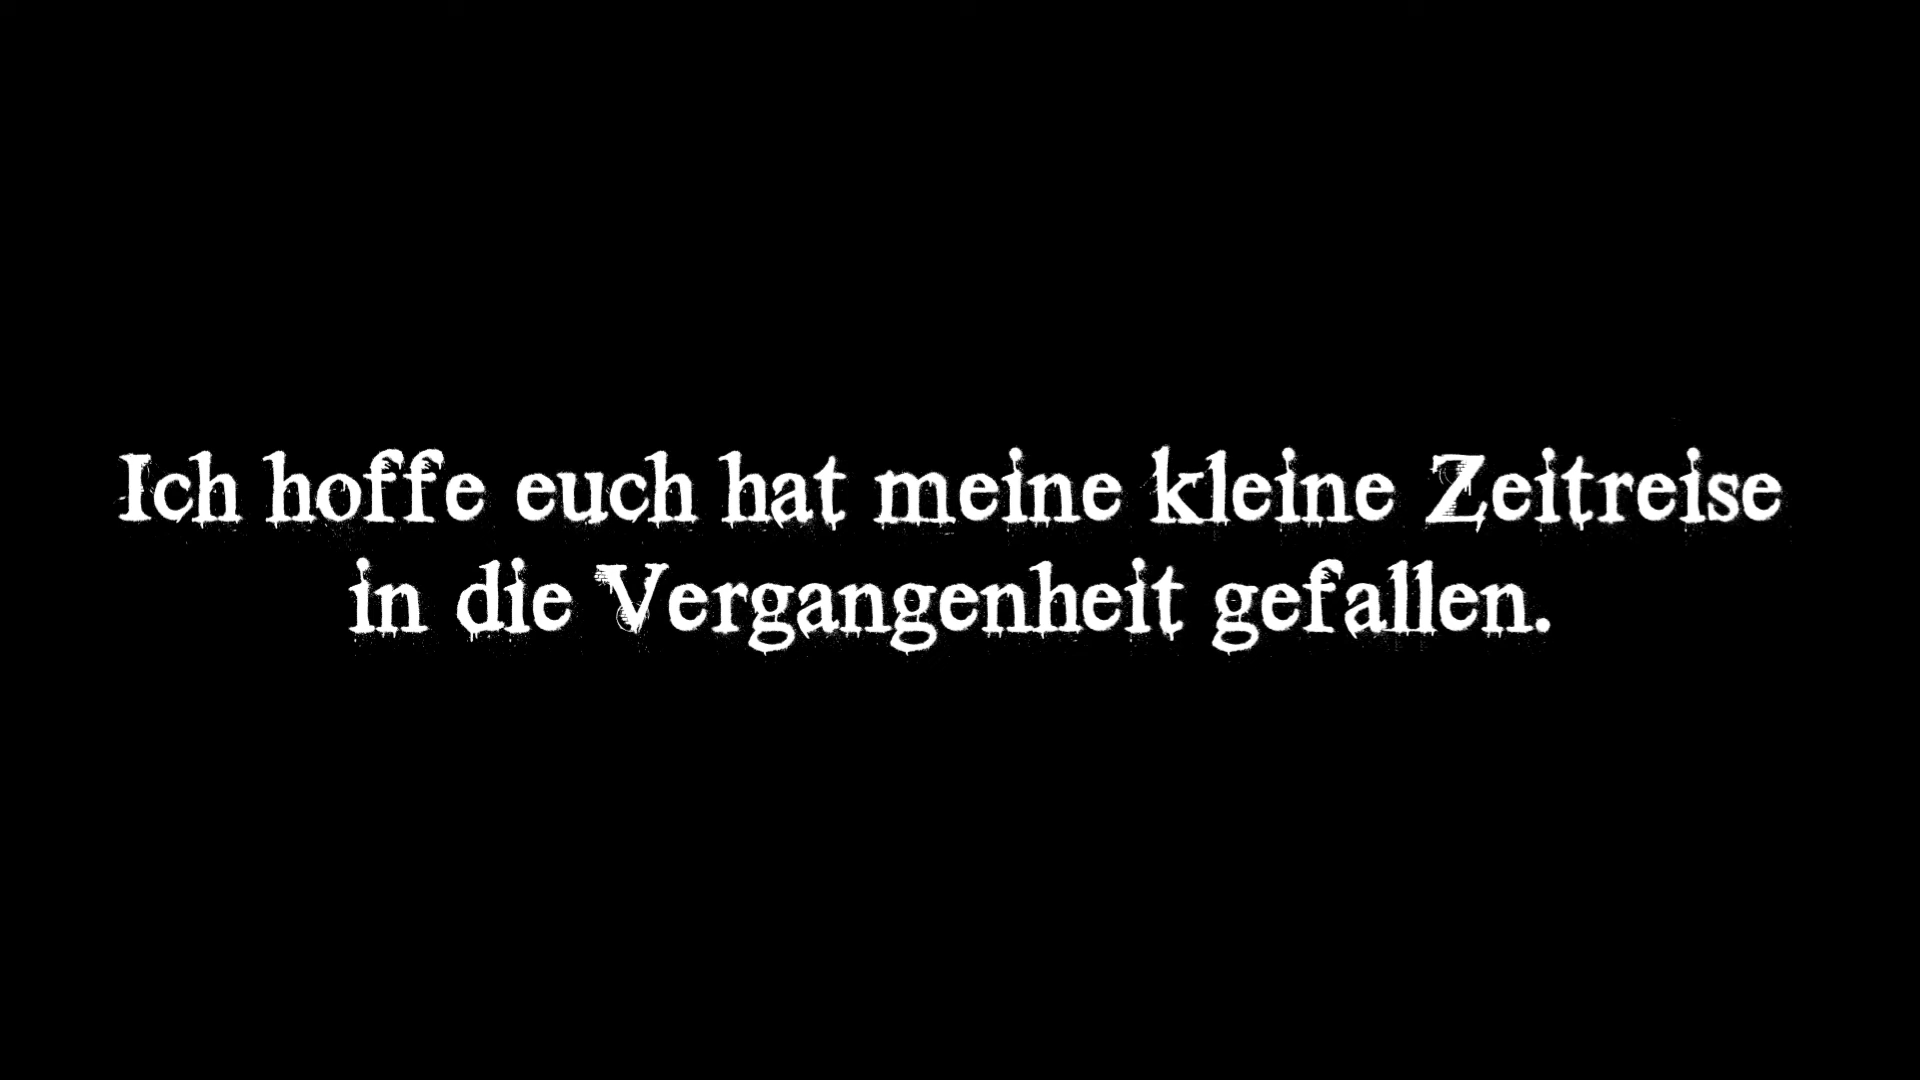 Ich hoffe euch hat meine kleine Zeitreise
in die Vergangenheit gefallen.